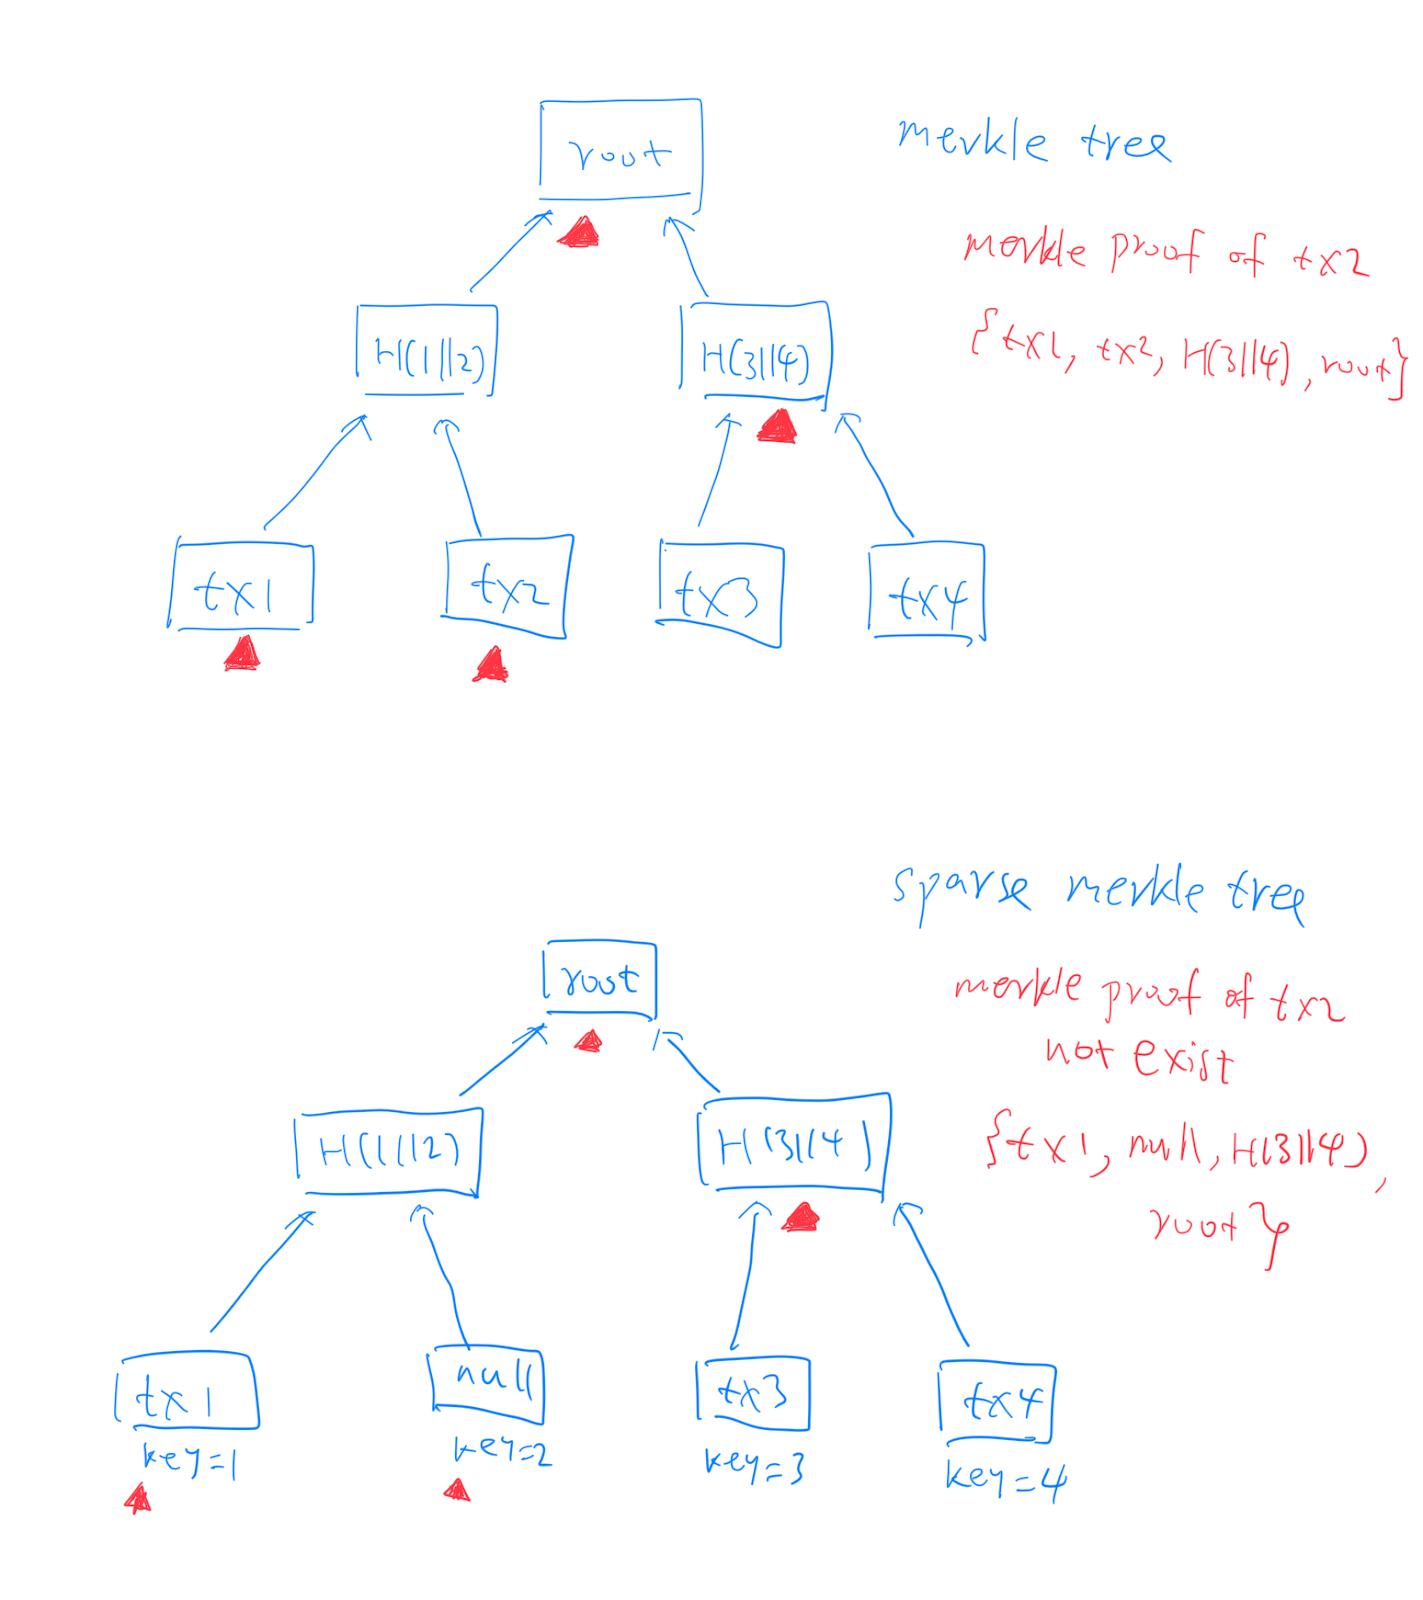 root
merkle tree
merkle proof of tx2
{tx1, tx2, H(3||4), root}
H(1||2)
H(3||4)
tx1
tx2
tx3
tx4
sparse merkle tree
root
merkle proof of tx2
not exist
{tx1, null, H(3||4),
root}
H(1||2)
H(3||4)
tx1
null
tx3
tx4
key=1
key=2
key=3
key=4